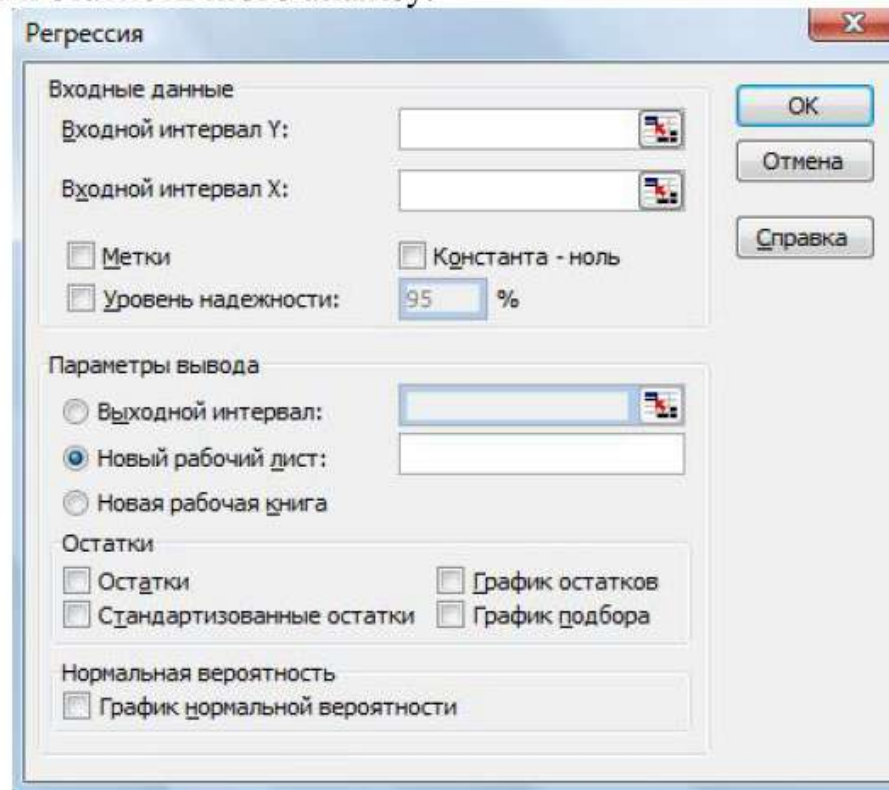 Регрессия
Входные данные
Входной интервал Y:
Входной интервал X:
Метки
Константа - ноль
Уровень надежности:
95 %
Параметры вывода
Выходной интервал:
Новый рабочий лист:
Новая рабочая книга
Остатки
Остатки
График остатков
Стандартизованные остатки
График подбора
Нормальная вероятность
График нормальной вероятности
OK
Отмена
Справка